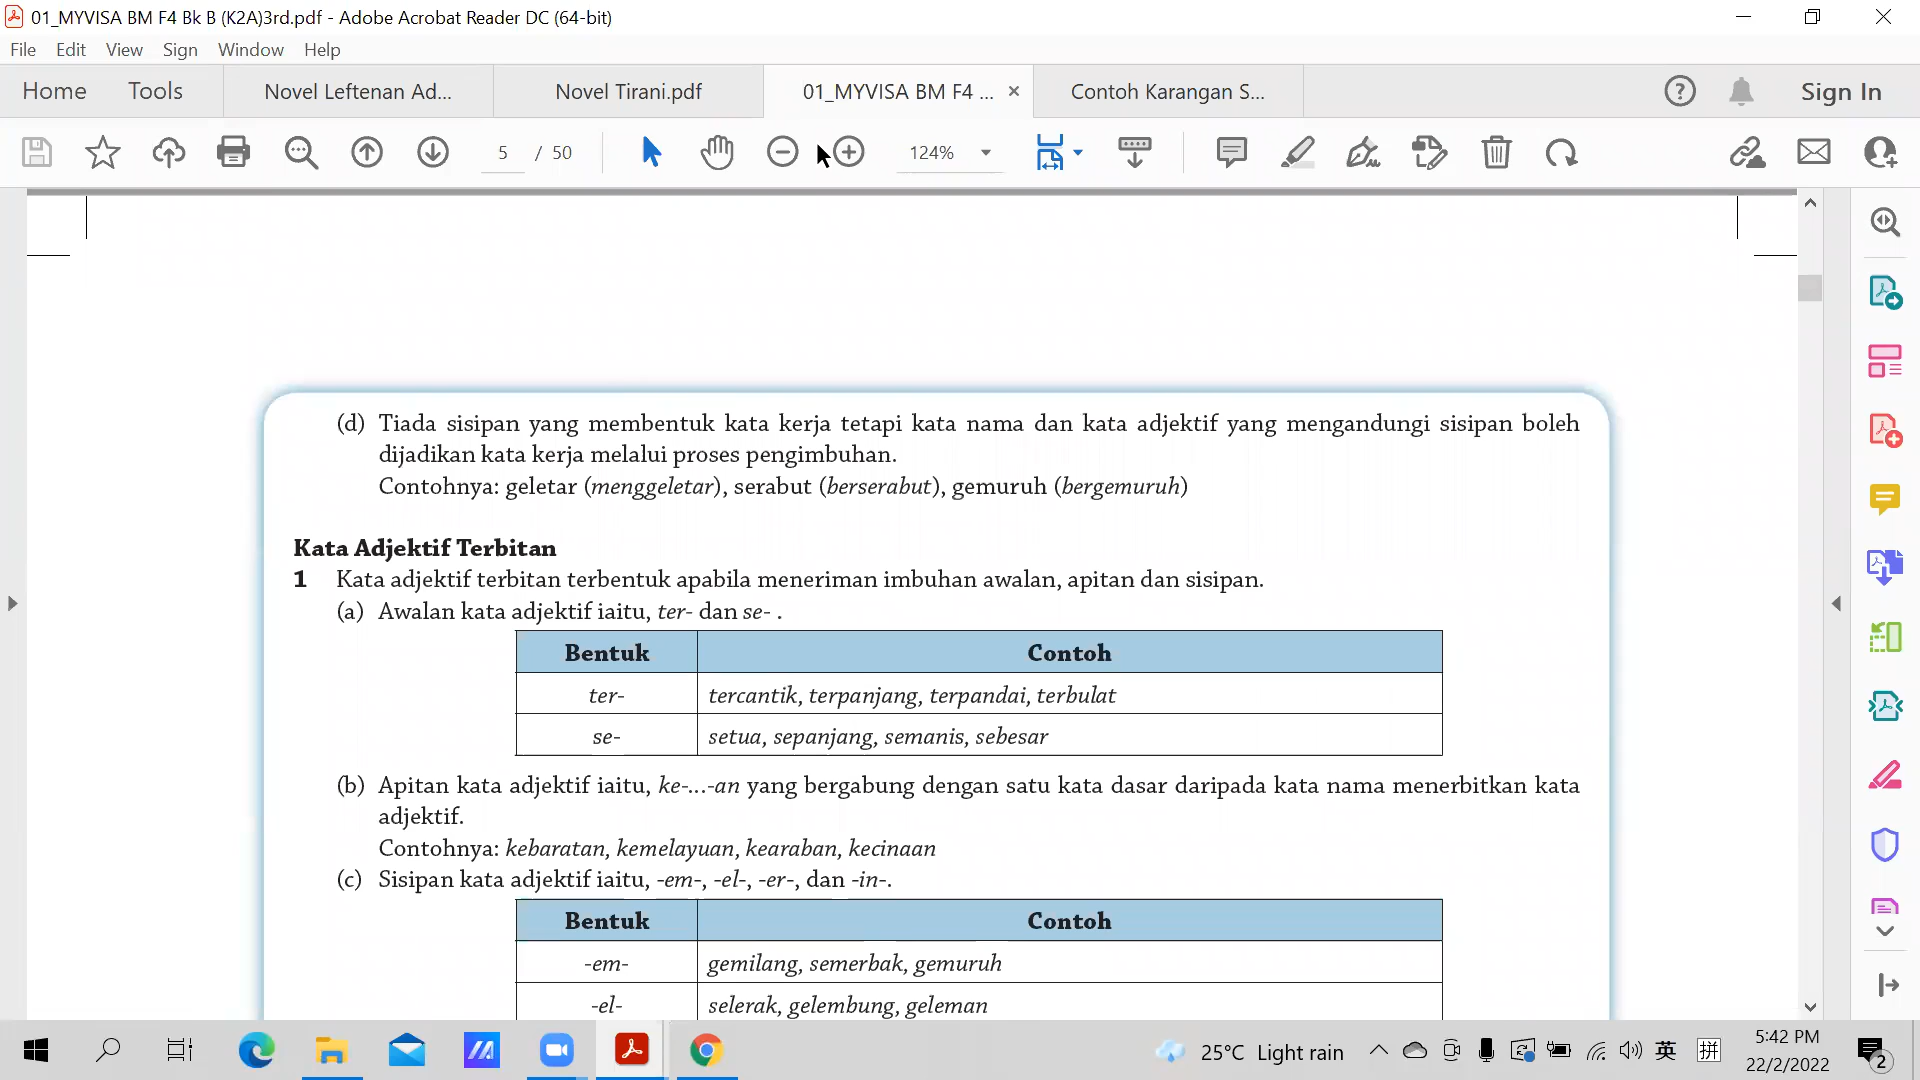 01_MYVISA BM F4 Bk B (K2A)3rd.pdf - Adobe Acrobat Reader DC (64-bit)
File Edit View Sign Window Help
Home Tools Novel Leftenan Ad... Novel Tirani.pdf 01_MYVISA BM F4 ... × Contoh Karangan S... Sign In
5 / 50 124%
(d) Tiada sisipan yang membentuk kata kerja tetapi kata nama dan kata adjektif yang mengandungi sisipan boleh
dijadikan kata kerja melalui proses pengimbuhan.
Contohnya: geletar (menggeletar), serabut (berserabut), gemuruh (bergemuruh)
Kata Adjektif Terbitan
1 Kata adjektif terbitan terbentuk apabila meneriman imbuhan awalan, apitan dan sisipan.
(a) Awalan kata adjektif iaitu, ter- dan se- .
Bentuk Contoh
ter- tercantik, terpanjang, terpandai, terbulat
se- setua, sepanjang, semanis, sebesar
(b) Apitan kata adjektif iaitu, ke-...-an yang bergabung dengan satu kata dasar daripada kata nama menerbitkan kata
adjektif.
Contohnya: kebaratan, kemelayuan, kearaban, kecinaan
(c) Sisipan kata adjektif iaitu, -em-, -el-, -er-, dan -in-.
Bentuk Contoh
-em- gemilang, semerbak, gemuruh
-el- selerak, gelembung, geleman
25°C Light rain 英 拼 5:42 PM
22/2/2022 2